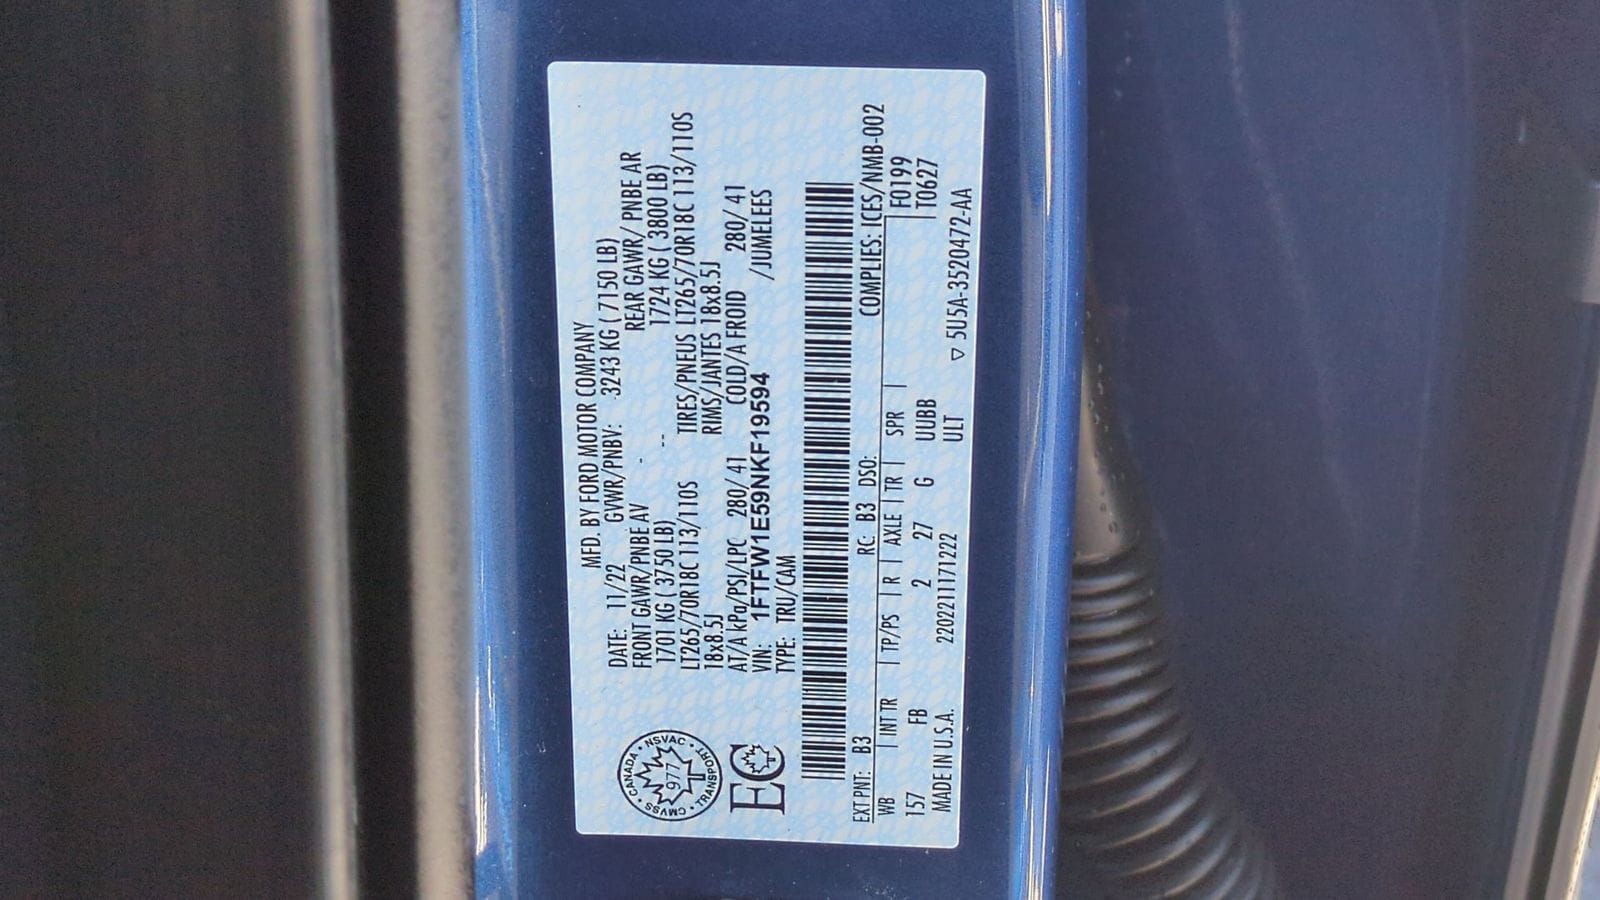 MFD. BY FORD MOTOR COMPANY
DATE: 11/22 GVWR/PNBV: 3243 KG ( 7150 LB)
FRONT GAWR/PNBE AV - REAR GAWR/ PNBE AR
1701 KG ( 3750 LB) -- 1724 KG ( 3800 LB)
LT265/70R18C 113/110S TIRES/PNEUS LT265/70R18C 113/110S
18x8.5J RIMS/JANTES 18x8.5J
AT/A kPa/PSI/LPC 280/ 41 COLD/A FROID 280/ 41
VIN: 1FTFW1E59NKF19594 /JUMELEES
TYPE: TRU/CAM
CANADA • NSVAC • TRANSPORT • CMVSS •
977
T
EC
COMPLIES: ICES/NMB-002
EXT PNT: B3 RC: B3 DSO: F0199
WB | INT TR | TP/PS | R | AXLE | TR | SPR | T0627
157 FB 2 27 G UUBB
MADE IN U.S.A. 220221171222 ULT
▽ 5U5A-3520472-AA